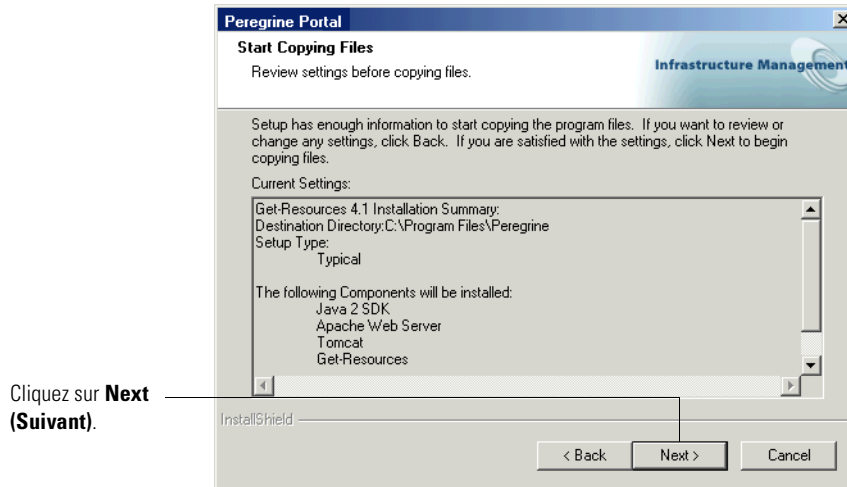 Peregrine Portal
Start Copying Files
Review settings before copying files.
Infrastructure Management
Setup has enough information to start copying the program files.  If you want to review or
change any settings, click Back.  If you are satisfied with the settings, click Next to begin
copying files.
Current Settings:
Get-Resources 4.1 Installation Summary:
Destination Directory:C:\Program Files\Peregrine
Setup Type:
Typical
The following Components will be installed:
Java 2 SDK
Apache Web Server
Tomcat
Get-Resources
Cliquez sur Next
(Suivant).
InstallShield
< Back
Next >
Cancel